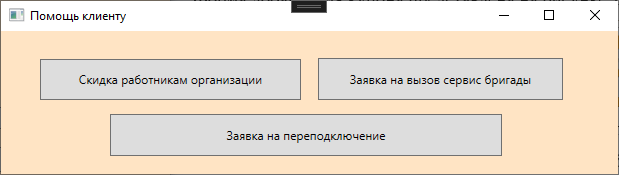 Помощь клиенту
Скидка работникам организации
Заявка на вызов сервис бригады
Заявка на переподключение